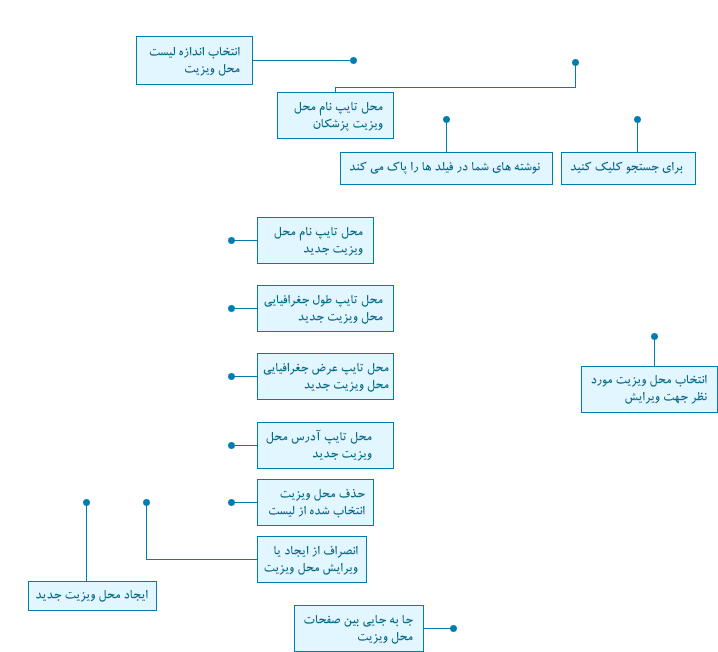 انتخاب اندازه لیست
محل ویزیت
محل تایپ نام محل
ویزیت پزشکان
برای جستجو کلیک کنید
نوشته های شما در فیلد ها را پاک می کند
محل تایپ نام محل
ویزیت جدید
محل تایپ طول جغرافیایی
محل ویزیت جدید
محل تایپ عرض جغرافیایی
محل ویزیت جدید
انتخاب محل ویزیت مورد
نظر جهت ویرایش
محل تایپ آدرس محل
ویزیت جدید
حذف محل ویزیت
انتخاب شده از لیست
انصراف از ایجاد یا
ویرایش محل ویزیت
ایجاد محل ویزیت جدید
جا به جایی بین صفحات
محل ویزیت